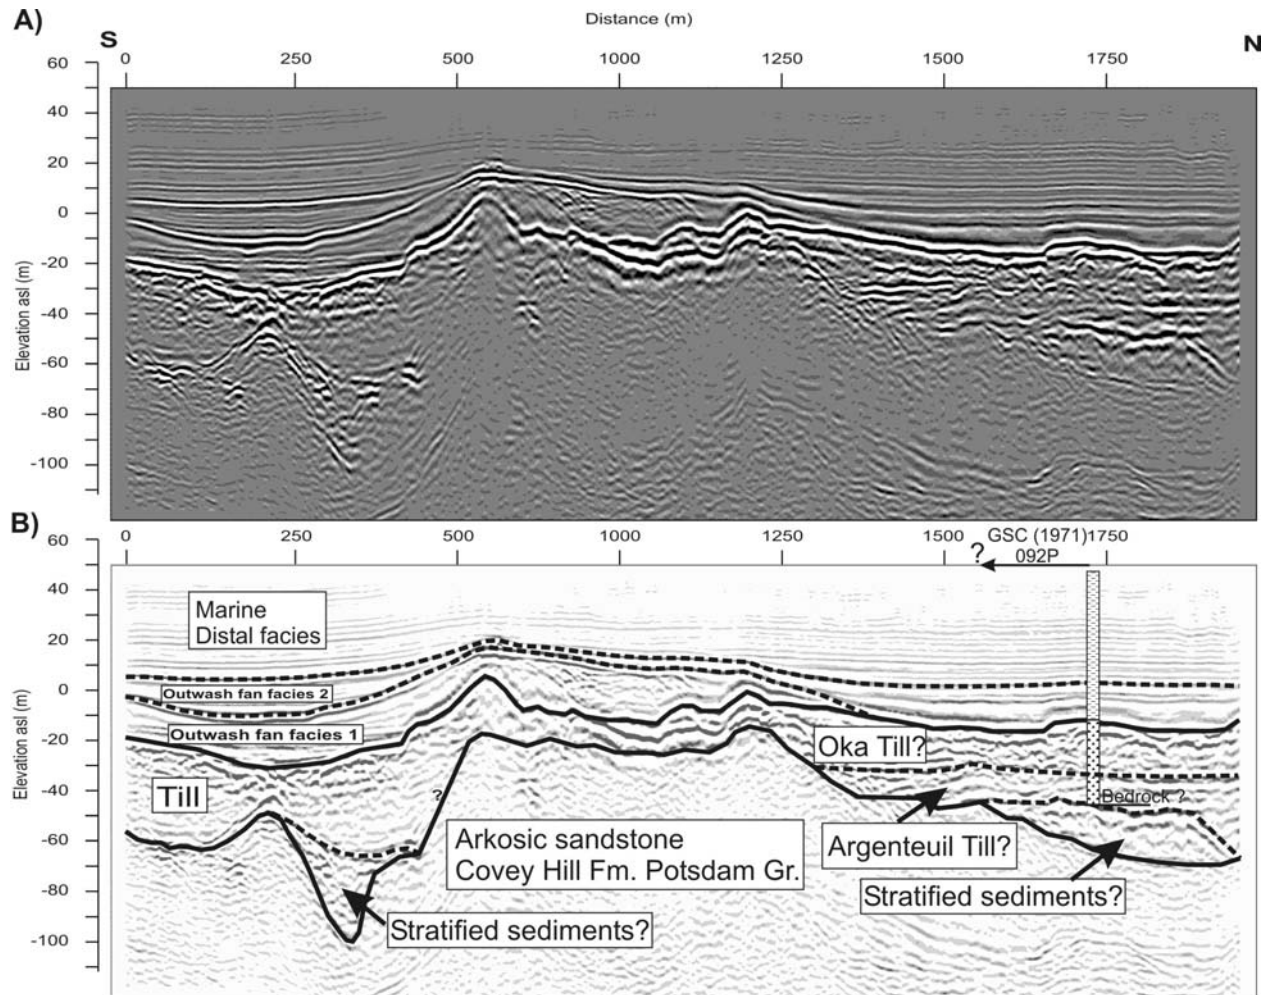 A)
Distance (m)
S
N
0 250 500 750 1000 1250 1500 1750
60
40
20
0
-20
-40
-60
-80
-100
Elevation asl (m)
B)
0 250 500 1000 1250 1500 1750
GSC (1971)
092P
?
60
40
20
0
-20
-40
-60
-80
-100
Elevation asl (m)
Marine
Distal facies
Outwash fan facies 2
Outwash fan facies 1
Till
?
Oka Till?
Bedrock ?
Arkosic sandstone
Covey Hill Fm. Potsdam Gr.
Argenteuil Till?
Stratified sediments?
Stratified sediments?